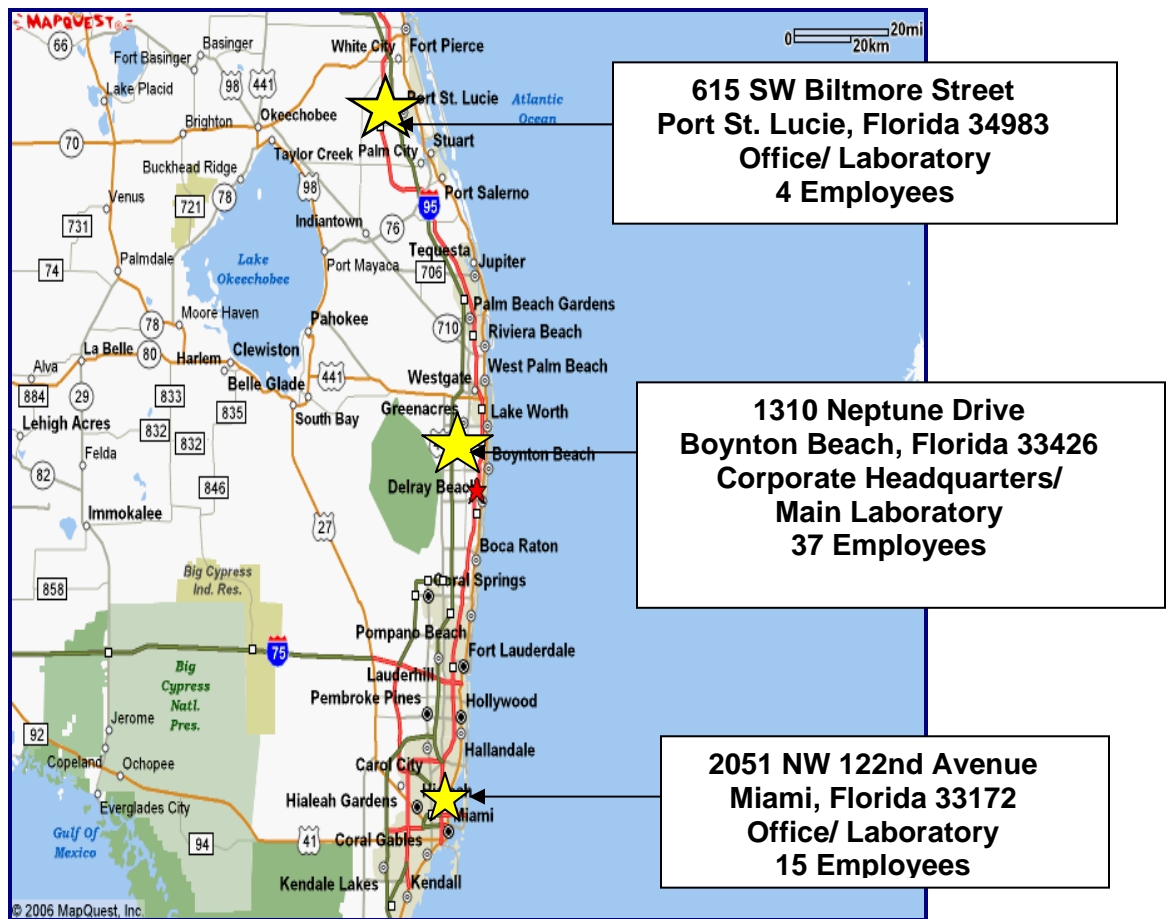 MAPQUEST
20mi
0
20km
66
Basinger
White City
Fort Pierce
Fort Basinger
98
441
Lake Placid
Okeechobee
Port St. Lucie
Atlantic
Ocean
Brighton
70
Taylor Creek
Palm City
Stuart
Buckhead Ridge
98
Port Salerno
Venus
721
78
95
731
Indiantown
76
Tequesta
Palmdale
Lake
Okeechobee
Port Mayaca
706
Jupiter
74
Palm Beach Gardens
78
Moore Haven
Pahokee
710
Riviera Beach
La Belle
80
Harlem
Clewiston
West Palm Beach
Alva
Belle Glade
441
Westgate
884
29
833
835
South Bay
Greenacres
Lake Worth
Lehigh Acres
832
832
Felda
Boynton Beach
82
846
Delray Beach
Immokalee
27
Boca Raton
Big Cypress
Ind. Res.
858
Coral Springs
Pompano Beach
75
Fort Lauderdale
Big
Cypress
Natl.
Pres.
Lauderhill
Pembroke Pines
Hollywood
Jerome
92
Hallandale
Copeland
Ochopee
Carol City
Everglades City
Hialeah Gardens
Miami
Gulf Of
Mexico
94
41
Coral Gables
Kendale Lakes
Kendall
© 2006 MapQuest, Inc.
615 SW Biltmore Street
Port St. Lucie, Florida 34983
Office/ Laboratory
4 Employees
1310 Neptune Drive
Boynton Beach, Florida 33426
Corporate Headquarters/
Main Laboratory
37 Employees
2051 NW 122nd Avenue
Miami, Florida 33172
Office/ Laboratory
15 Employees